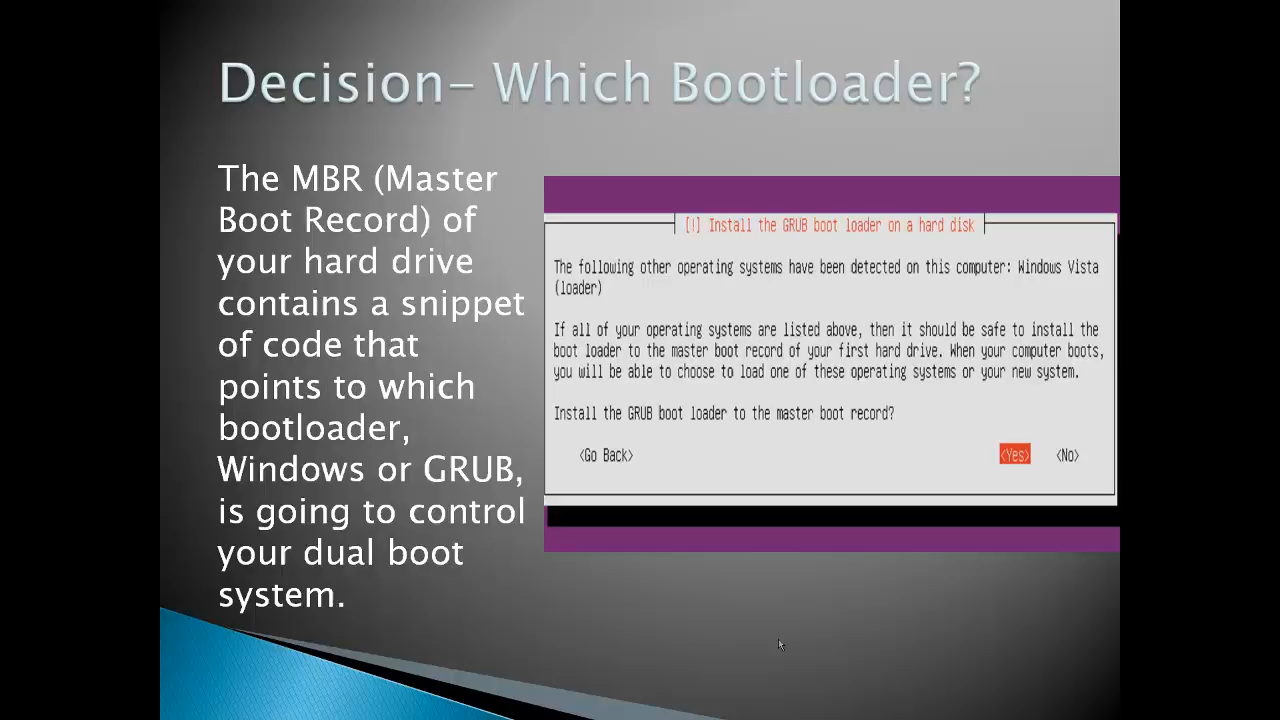 Decision- Which Bootloader?
The MBR (Master
Boot Record) of
your hard drive
contains a snippet
of code that
points to which
bootloader,
Windows or GRUB,
is going to control
your dual boot
system.
[!] Install the GRUB boot loader on a hard disk
The following other operating systems have been detected on this computer: Windows Vista
(loader)
If all of your operating systems are listed above, then it should be safe to install the
boot loader to the master boot record of your first hard drive. When your computer boots,
you will be able to choose to load one of these operating systems or your new system.
Install the GRUB boot loader to the master boot record?
<Go Back> <Yes> <No>